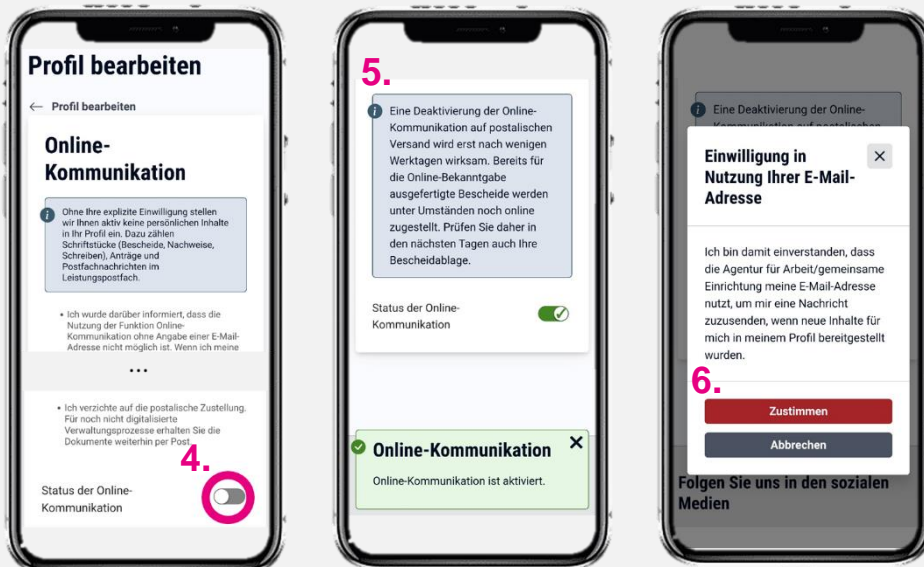 Profil bearbeiten
← Profil bearbeiten
Online-
Kommunikation
Ohne Ihre explizite Einwilligung stellen
wir Ihnen aktiv keine persönlichen Inhalte
in Ihr Profil ein. Dazu zählen
Schriftstücke (Bescheide, Nachweise,
Schreiben), Anträge und
Postfachnachrichten im
Leistungspostfach.
• Ich wurde darüber informiert, dass die
Nutzung der Funktion Online-
Kommunikation ohne Angabe einer E-Mail-
Adresse nicht möglich ist. Wenn ich meine
...
• Ich verzichte auf die postalische Zustellung.
Für noch nicht digitalisierte
Verwaltungsprozesse erhalten Sie die
Dokumente weiterhin per Post.
4.
Status der Online-
Kommunikation
5.
Eine Deaktivierung der Online-
Kommunikation auf postalischen
Versand wird erst nach wenigen
Werktagen wirksam. Bereits für
die Online-Bekanntgabe
ausgefertigte Bescheide werden
unter Umständen noch online
zugestellt. Prüfen Sie daher in
den nächsten Tagen auch Ihre
Bescheidablage.
Status der Online-
Kommunikation
Online-Kommunikation
Online-Kommunikation ist aktiviert.
Eine Deaktivierung der Online-
Kommunikation auf postalischen
Einwilligung in
Nutzung Ihrer E-Mail-
Adresse
Ich bin damit einverstanden, dass
die Agentur für Arbeit/gemeinsame
Einrichtung meine E-Mail-Adresse
nutzt, um mir eine Nachricht
zuzusenden, wenn neue Inhalte für
mich in meinem Profil bereitgestellt
wurden.
6.
Zustimmen
Abbrechen
Folgen Sie uns in den sozialen
Medien